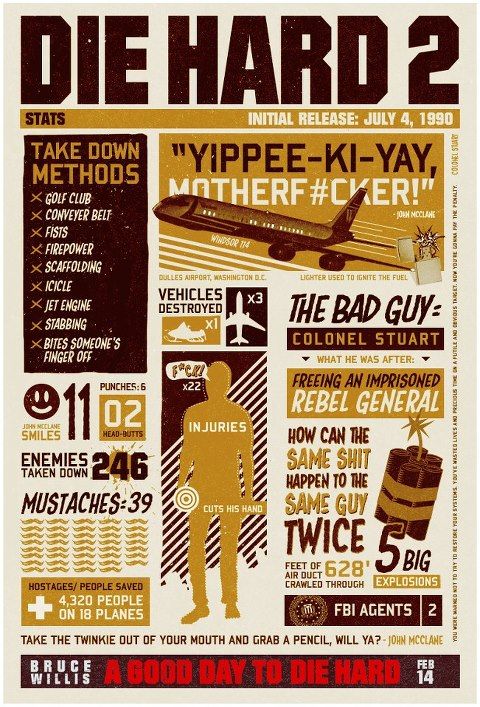 DIE HARD 2
STATS
INITIAL RELEASE: JULY 4, 1990
TAKE DOWN
METHODS
GOLF CLUB
CONVEYER BELT
FISTS
FIREPOWER
SCAFFOLDING
ICICLE
JET ENGINE
STABBING
BITES SOMEONE'S
FINGER OFF
"YIPPEE-KI-YAY,
MOTHERF#CKER!"
- JOHN MCCLANE
WINDSOR 114
DULLES AIRPORT, WASHINGTON D.C.
LIGHTER USED TO IGNITE THE FUEL
VEHICLES
DESTROYED
x1
x3
THE BAD GUY:
COLONEL STUART
WHAT HE WAS AFTER:
FREEING AN IMPRISONED
REBEL GENERAL
JOHN MCCLANE
SMILES
11
PUNCHES: 6
02
HEAD-BUTTS
ENEMIES
TAKEN DOWN
246
MUSTACHES: 39
HOSTAGES/ PEOPLE SAVED
4,320 PEOPLE
ON 18 PLANES
F*CK!
x22
INJURIES
CUTS HIS HAND
HOW CAN THE
SAME SHIT
HAPPEN TO THE
SAME GUY
TWICE
5 BIG
EXPLOSIONS
FEET OF
AIR DUCT
CRAWLED THROUGH
628'
FBI AGENTS
2
YOU WERE WARNED NOT TO TRY TO RESTORE YOUR SYSTEMS. YOU'VE WASTED LIVES AND PRECIOUS TIME ON A FUTILE AND OBVIOUS TARGET. NOW YOU'RE GONNA PAY THE PENALTY.
COLONEL STUART
TAKE THE TWINKIE OUT OF YOUR MOUTH AND GRAB A PENCIL, WILL YA? - JOHN MCCLANE
BRUCE
WILLIS
A GOOD DAY TO DIE HARD
FEB
14